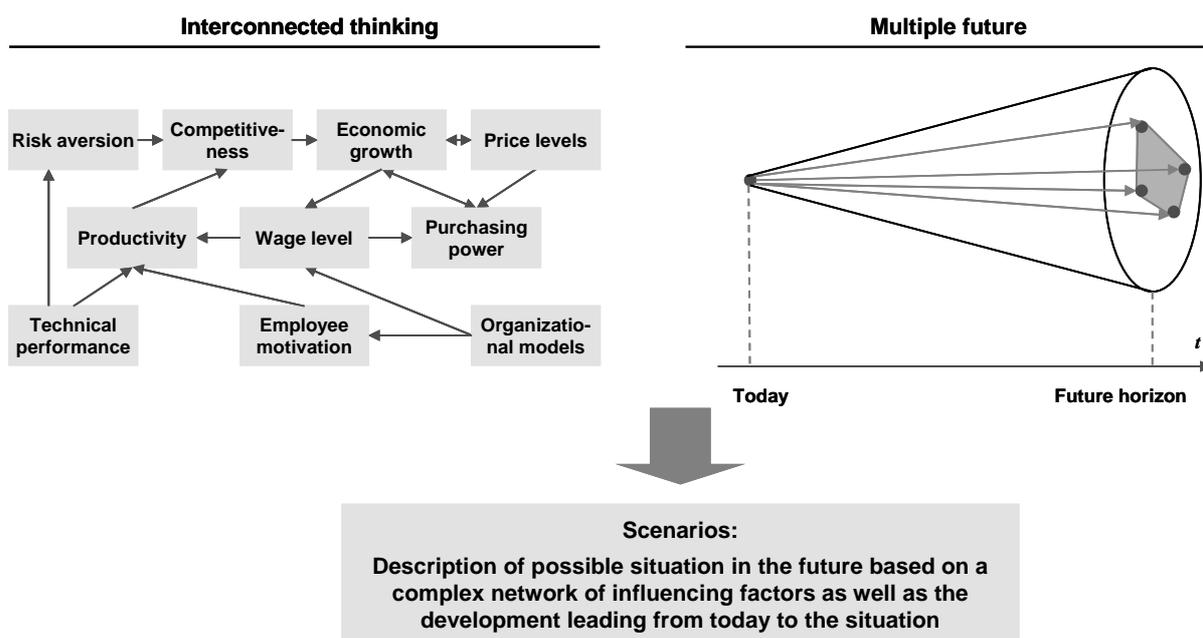 Interconnected thinking
Risk aversion
Competitive-
ness
Economic
growth
Price levels
Productivity
Wage level
Purchasing
power
Technical
performance
Employee
motivation
Organizatio-
nal models
Multiple future
t
Today
Future horizon
Scenarios:
Description of possible situation in the future based on a
complex network of influencing factors as well as the
development leading from today to the situation